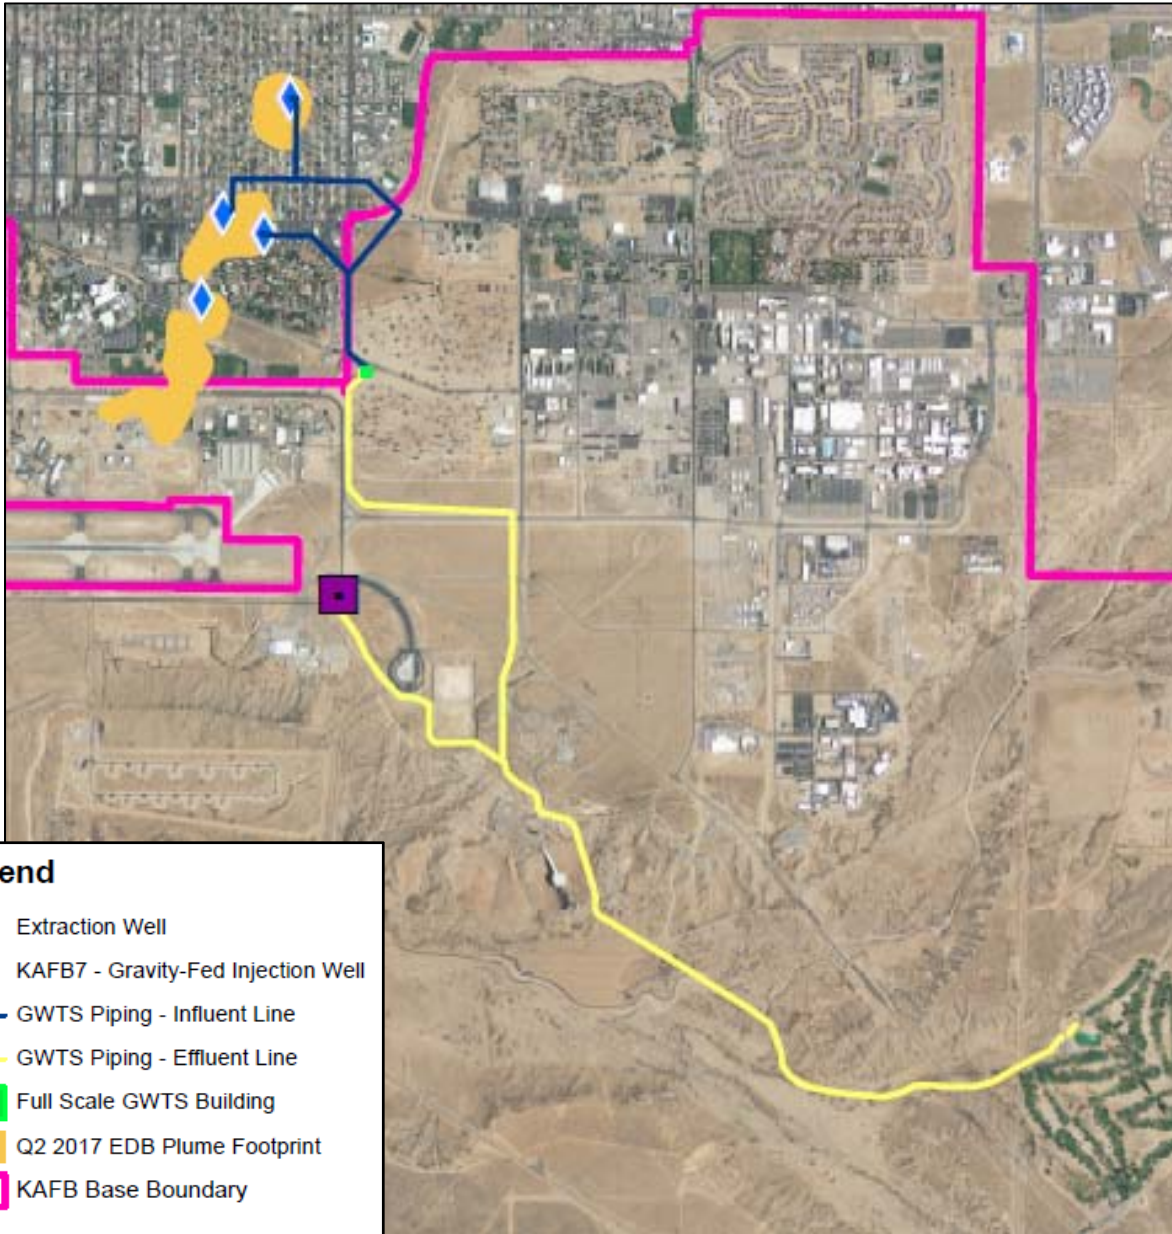 end
Extraction Well
KAFB7 - Gravity-Fed Injection Well
GWTS Piping - Influent Line
GWTS Piping - Effluent Line
Full Scale GWTS Building
Q2 2017 EDB Plume Footprint
KAFB Base Boundary